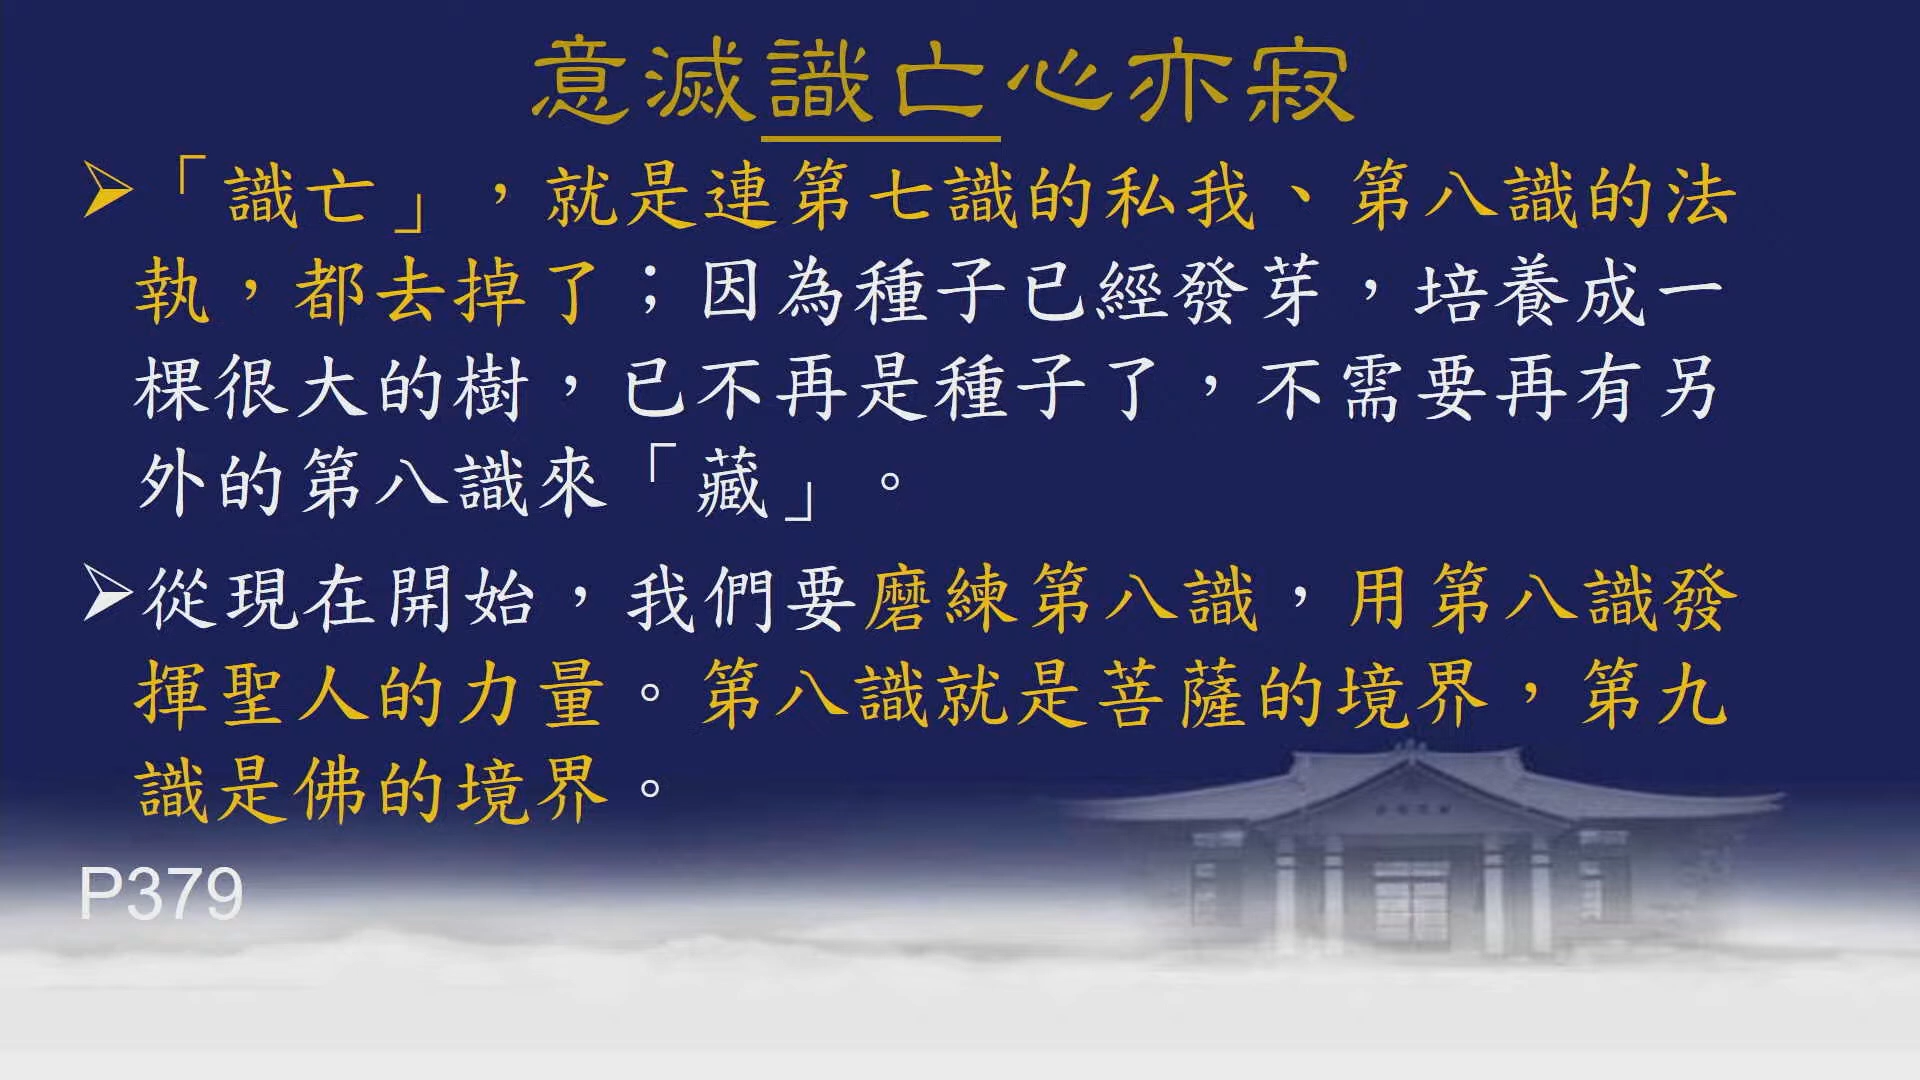 意滅識亡心亦寂
「識亡」，就是連第七識的私我、第八識的法
執，都去掉了；因為種子已經發芽，培養成一
棵很大的樹，已不再是種子了，不需要再有另
外的第八識來「藏」。
從現在開始，我們要磨練第八識，用第八識發
揮聖人的力量。第八識就是菩薩的境界，第九
識是佛的境界。
P379